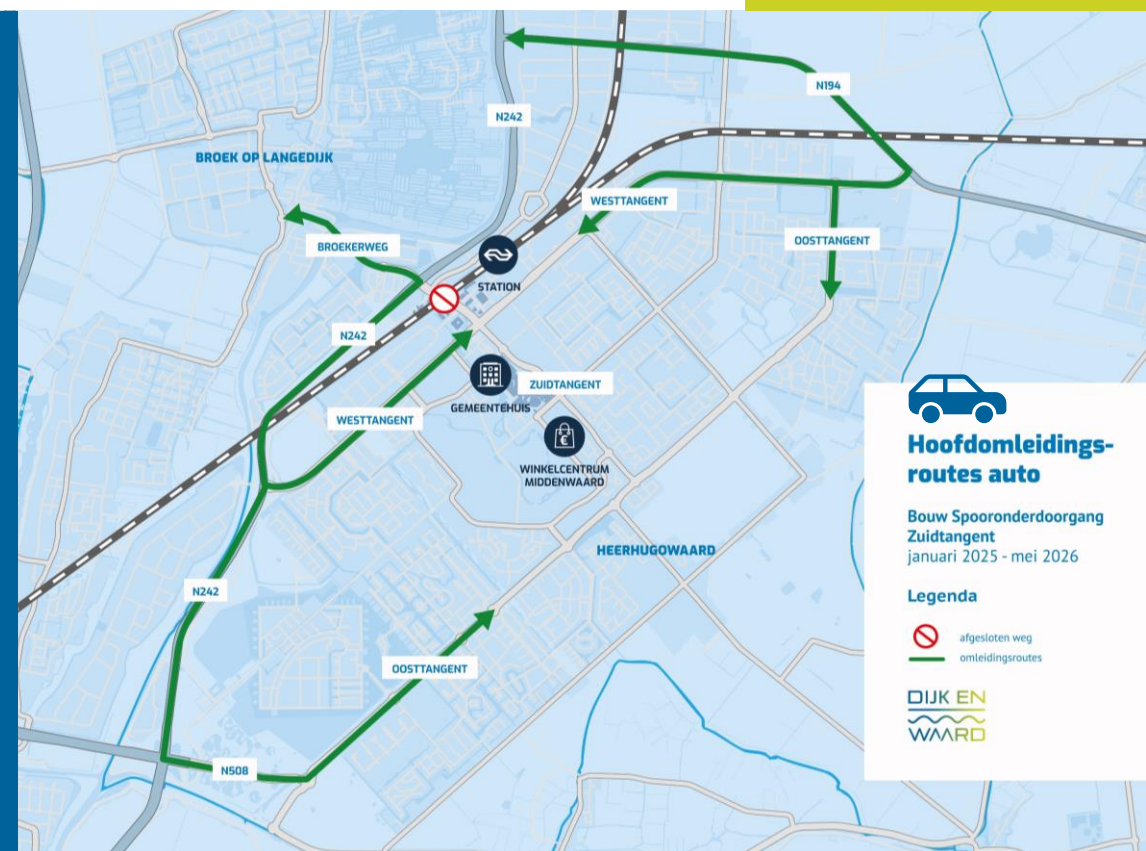 N194
N242
BROEK OP LANGEDIJK
WESTTANGENT
OOSTTANGENT
BROEKERWEG
STATION
N242
ZUIDTANGENT
GEMEENTEHUIS
WESTTANGENT
€
WINKELCENTRUM
MIDDENWAARD
HEERHUGOWAARD
N242
OOSTTANGENT
N508
Hoofdomleidings-
routes auto
Bouw Spooronderdoorgang
Zuidtangent
januari 2025 - mei 2026
Legenda
afgesloten weg
omleidingsroutes
DIJK EN
WAARD